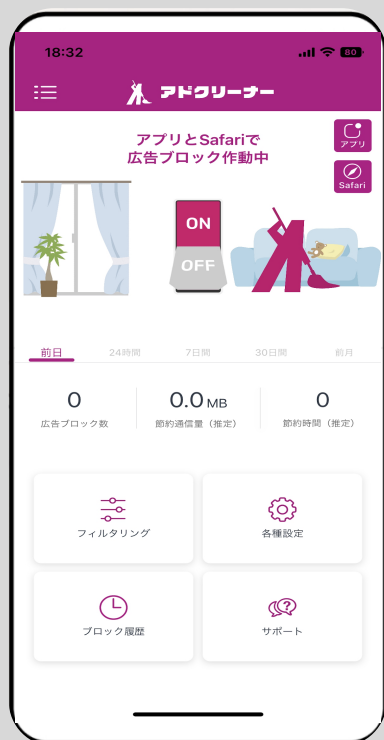 18:32
80
アドクリーナー
アプリとSafariで
広告ブロック作動中
アプリ
Safari
ON
OFF
前日 24時間 7日間 30日間 前月
0 0.0 MB 0
広告ブロック数 節約通信量（推定） 節約時間（推定）
フィルタリング 各種設定
ブロック履歴 サポート